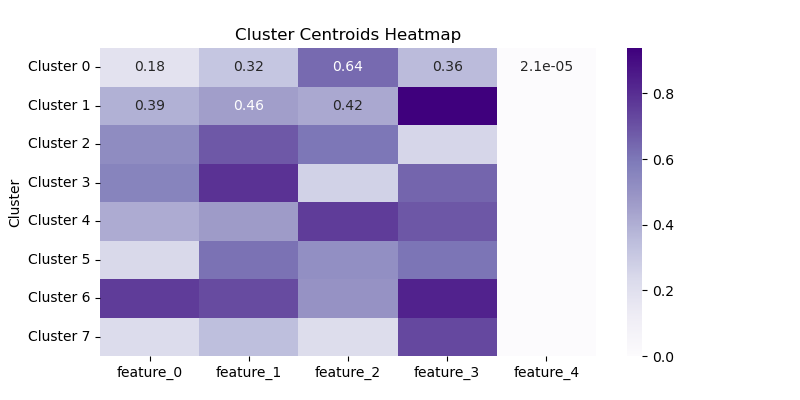 Cluster Centroids Heatmap
Cluster 0 0.18 0.32 0.64 0.36 2.1e-05
Cluster 1 0.39 0.46 0.42
Cluster 2
Cluster 3
Cluster 4
Cluster 5
Cluster 6
Cluster 7
Cluster
feature_0 feature_1 feature_2 feature_3 feature_4
0.8
0.6
0.4
0.2
0.0